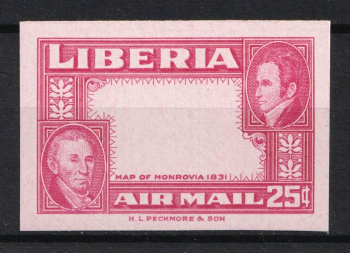 LIBERIA
MAP OF MONROVIA 1831
AIR MAIL 25¢
H. L. PECKMORE & SON